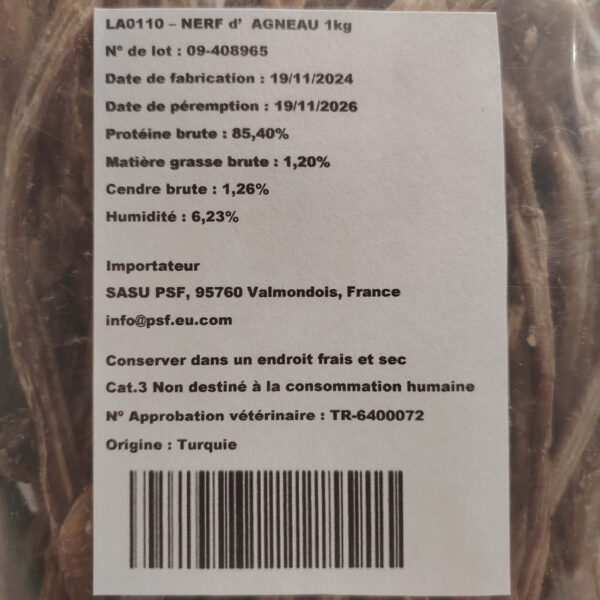 LA0110 – NERF d' AGNEAU 1kg
N° de lot : 09-408965
Date de fabrication : 19/11/2024
Date de péremption : 19/11/2026
Protéine brute : 85,40%
Matière grasse brute : 1,20%
Cendre brute : 1,26%
Humidité : 6,23%
Importateur
SASU PSF, 95760 Valmondois, France
info@psf.eu.com
Conserver dans un endroit frais et sec
Cat.3 Non destiné à la consommation humaine
N° Approbation vétérinaire : TR-6400072
Origine : Turquie